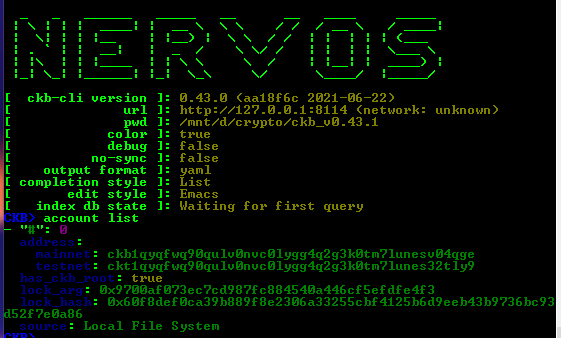 NERVOS
[ ckb-cli version ]: 0.43.0 (aa18f6c 2021-06-22)
[ url ]: http://127.0.0.1:8114 (network: unknown)
[ pwd ]: /mnt/d/crypto/ckb_v0.43.1
[ color ]: true
[ debug ]: false
[ no-sync ]: false
[ output format ]: yaml
[ completion style ]: List
[ edit style ]: Emacs
[ index db state ]: Waiting for first query
CKB> account list
- "#": 0
address:
mainnet: ckb1qyqfwq90qulv0nvc0lygg4q2g3k0tm7lunesv04qge
testnet: ckt1qyqfwq90qulv0nvc0lygg4q2g3k0tm7lunes32tly9
has_ckb_root: true
lock_arg: 0x9700af073ec7cd987fc884540a446cf5efdfe4f3
lock_hash: 0x60f8def0ca39b889f8e2306a33255cbf4125b6d9eeb43b9736bc93
d52f7e0a86
source: Local File System
CKB>